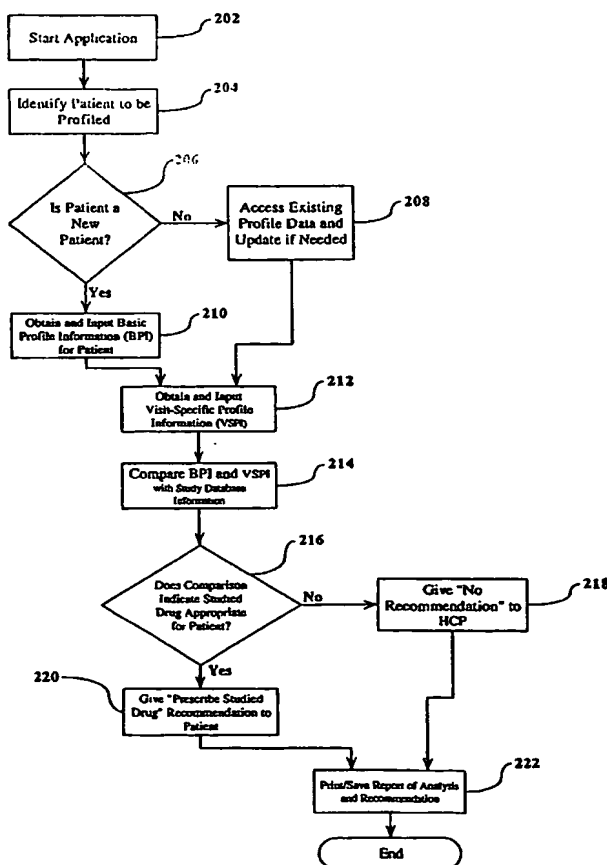 202
Start Application
204
Identify Patient to be
Profiled
206
Is Patient a
New
Patient?
No
Access Existing
Profile Data and
Update if Needed
208
Yes
210
Obtain and Input Basic
Profile Information (BPI)
for Patient
Obtain and Input
Visit-Specific Profile
Information (VSPI)
212
Compare BPI and VSPI
with Study Database
Information
214
216
Does Comparison
Indicate Studied
Drug Appropriate
for Patient?
No
Give "No
Recommendation" to
HCP
218
Yes
220
Give "Prescribe Studied
Drug" Recommendation to
Patient
Print/Save Report of Analysis
and Recommendation
222
End